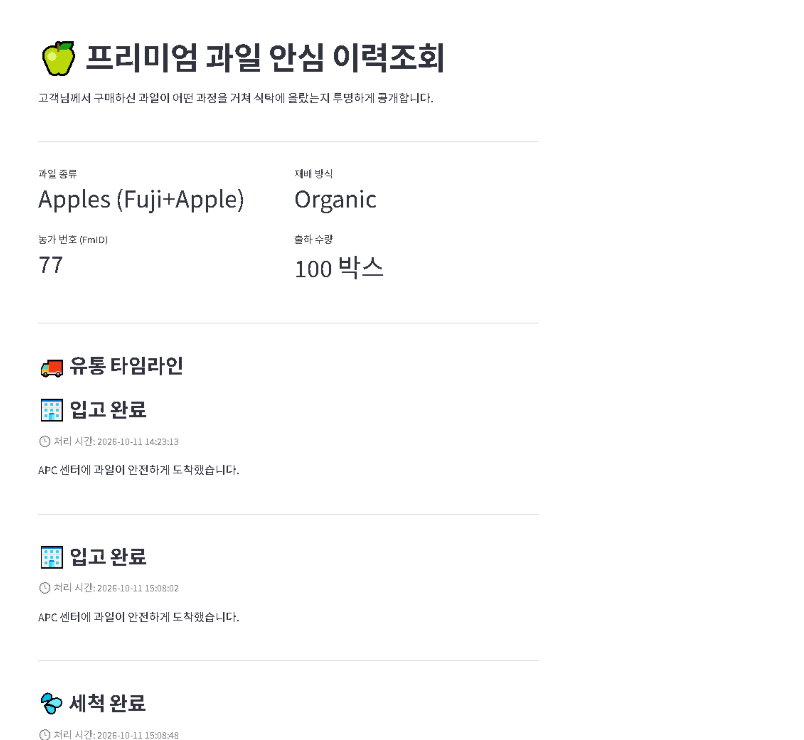 프리미엄 과일 안심 이력조회
고객님께서 구매하신 과일이 어떤 과정을 거쳐 식탁에 올랐는지 투명하게 공개합니다.
과일 종류
Apples (Fuji+Apple)
재배 방식
Organic
농가 번호 (FmID)
77
출하 수량
100 박스
유통 타임라인
입고 완료
처리 시간: 2026-10-11 14:23:13
APC 센터에 과일이 안전하게 도착했습니다.
입고 완료
처리 시간: 2026-10-11 15:08:02
APC 센터에 과일이 안전하게 도착했습니다.
세척 완료
처리 시간: 2026-10-11 15:08:48